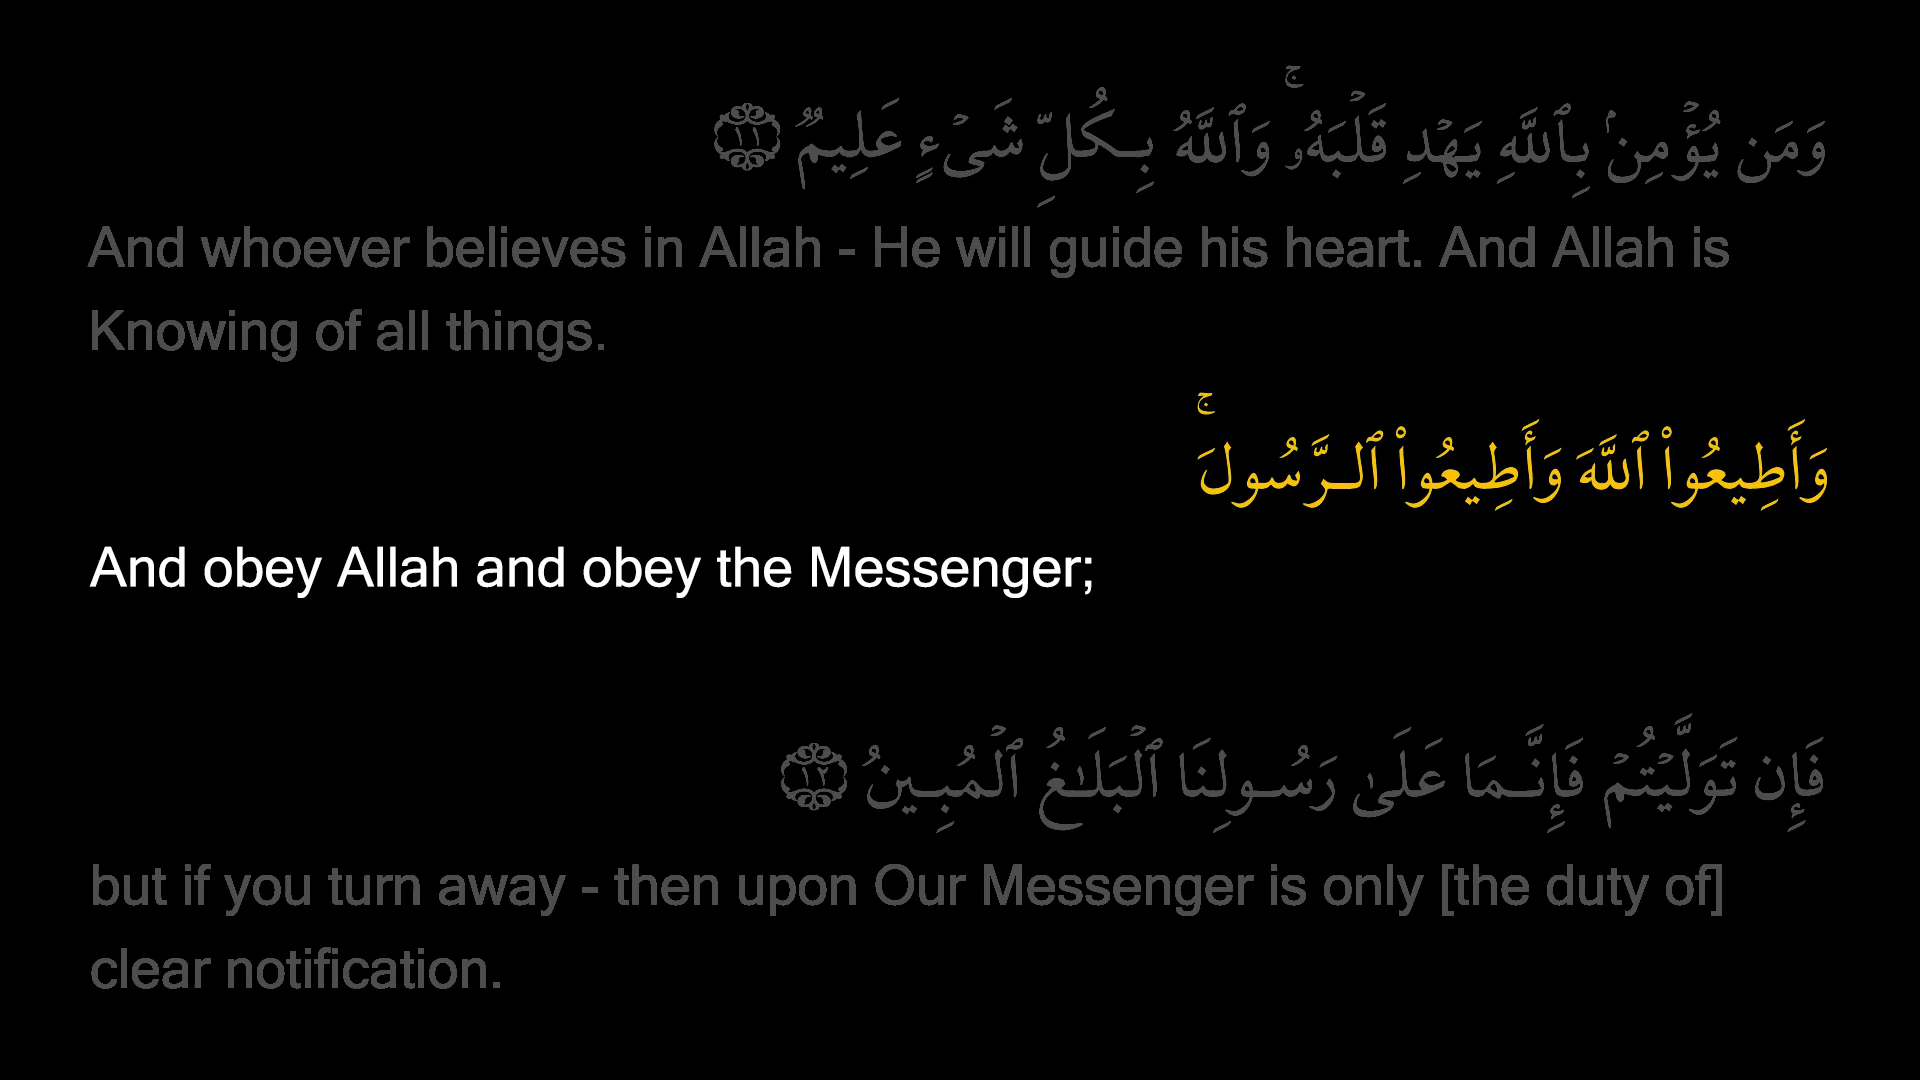 وَمَن يُؤۡمِنۢ بِٱللَّهِ يَهۡدِ قَلۡبَهُۥۚ وَٱللَّهُ بِكُلِّ شَىۡءٍ عَلِيمٌۭ ١١
And whoever believes in Allah - He will guide his heart. And Allah is
Knowing of all things.
وَأَطِيعُوا۟ ٱللَّهَ وَأَطِيعُوا۟ ٱلرَّسُولَۚ
And obey Allah and obey the Messenger;
فَإِن تَوَلَّيۡتُمۡ فَإِنَّمَا عَلَىٰ رَسُولِنَا ٱلۡبَلَـٰغُ ٱلۡمُبِينُ ١٢
but if you turn away - then upon Our Messenger is only [the duty of]
clear notification.